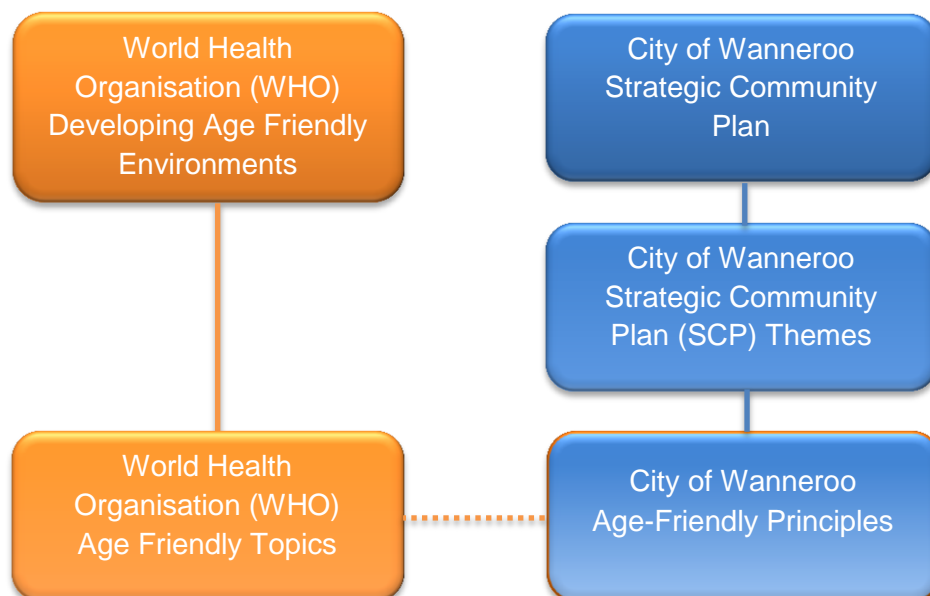 World Health
Organisation (WHO)
Developing Age Friendly
Environments
City of Wanneroo
Strategic Community
Plan
City of Wanneroo
Strategic Community
Plan (SCP) Themes
World Health
Organisation (WHO)
Age Friendly Topics
City of Wanneroo
Age-Friendly Principles